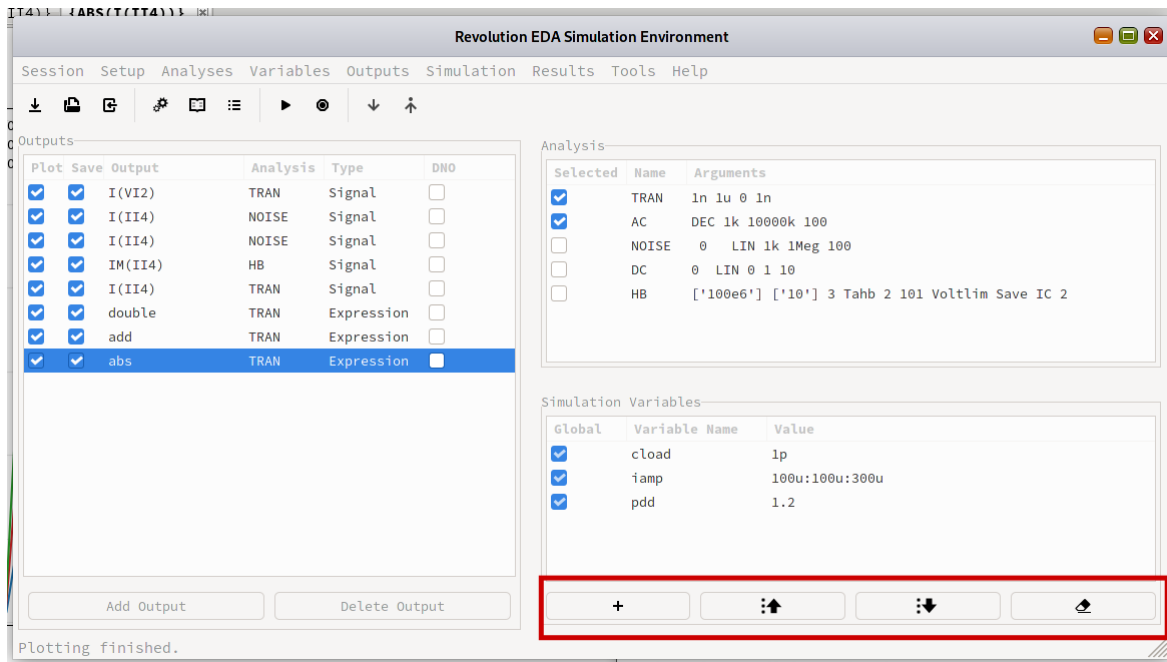 {ABS(I(II4))}
Revolution EDA Simulation Environment
Session Setup Analyses Variables Outputs Simulation Results Tools Help
Outputs
Plot Save Output Analysis Type DNO
I(VI2) TRAN Signal
I(II4) NOISE Signal
I(II4) NOISE Signal
IM(II4) HB Signal
I(II4) TRAN Signal
double TRAN Expression
add TRAN Expression
abs TRAN Expression
Add Output Delete Output
Analysis
Selected Name Arguments
TRAN 1n 1u 0 1n
AC DEC 1k 10000k 100
NOISE 0 LIN 1k 1Meg 100
DC 0 LIN 0 1 10
HB ['100e6'] ['10'] 3 Tahb 2 101 Voltlim Save IC 2
Simulation Variables
Global Variable Name Value
cload 1p
iamp 100u:100u:300u
pdd 1.2
+
Plotting finished.